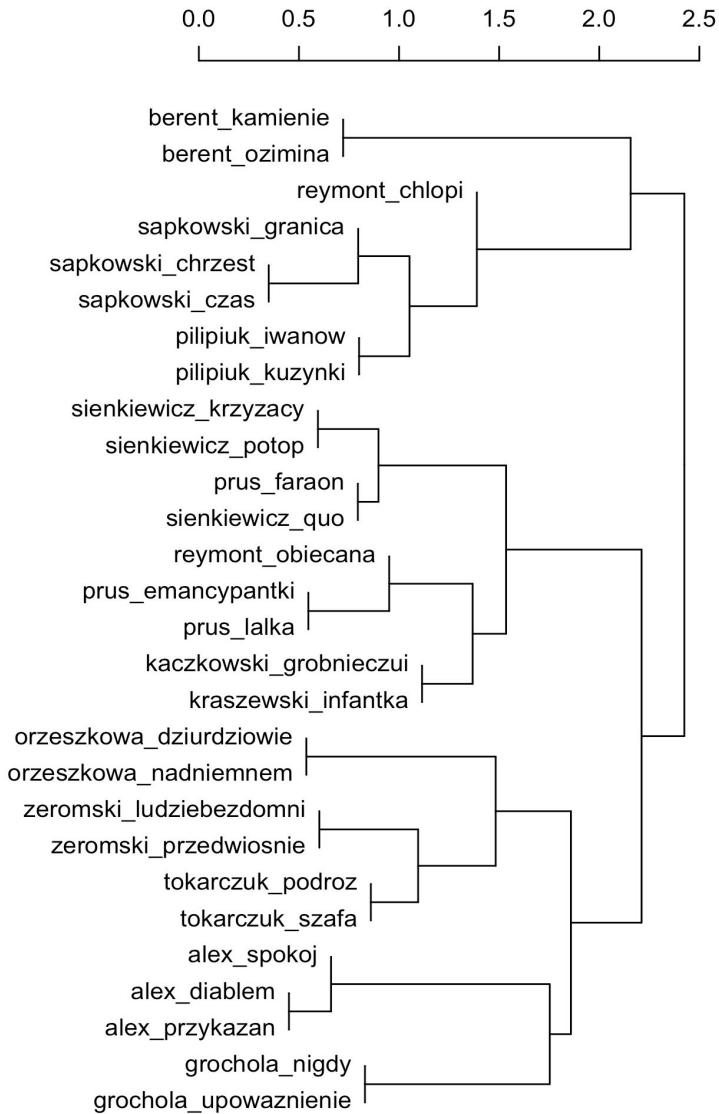 0.0 0.5 1.0 1.5 2.0 2.5
berent_kamienie
berent_ozimina
reymont_chlopi
sapkowski_granica
sapkowski_chrzest
sapkowski_czas
pilipiuk_iwanow
pilipiuk_kuzynki
sienkiewicz_krzyzacy
sienkiewicz_potop
prus_faraon
sienkiewicz_quo
reymont_obiecana
prus_emancypantki
prus_lalka
kaczkowski_grobnieczui
kraszewski_infantka
orzeszkowa_dziurdziowie
orzeszkowa_nadniemnem
zeromski_ludziebezdomni
zeromski_przedwiosnie
tokarczuk_podroz
tokarczuk_szafa
alex_spokoj
alex_diablem
alex_przykazan
grochola_nigdy
grochola_upowaznienie